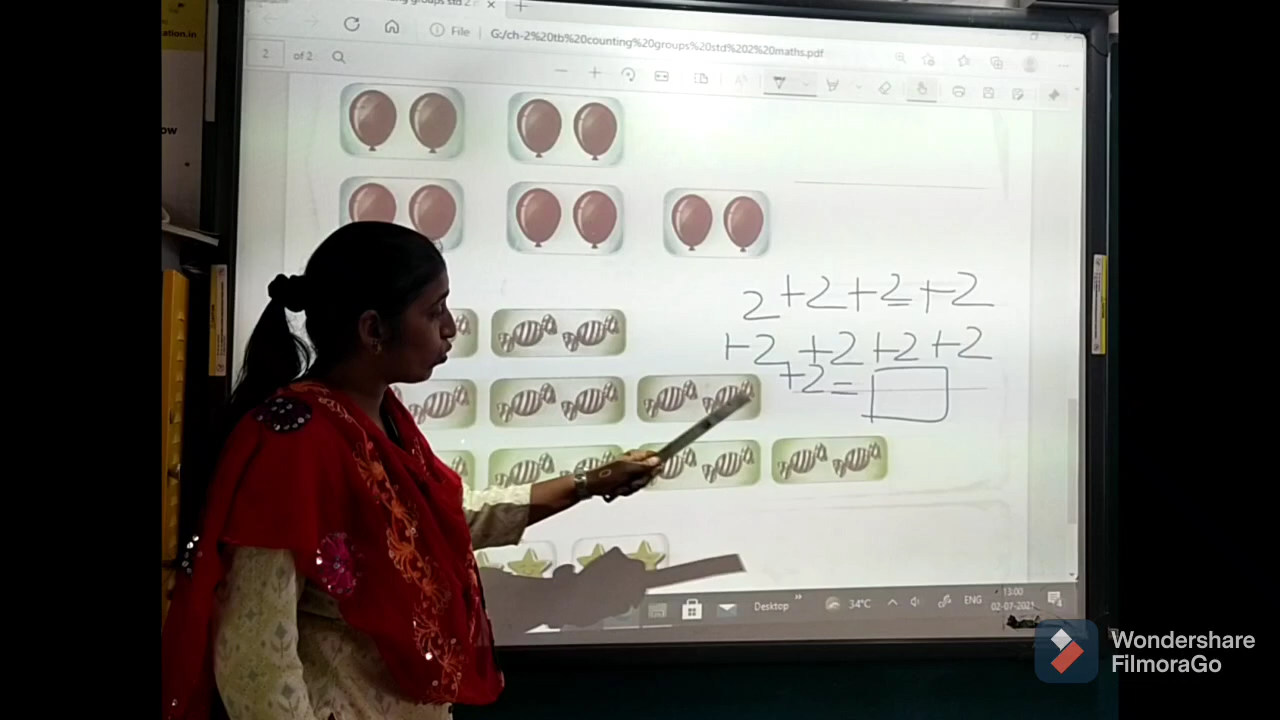 2 of 2
File G:/ch-2%20tb%20counting%20groups%20std%202%20maths.pdf
2+2+2+2
+2+2+2+2
+2=
Desktop 34°C ENG 13:00
02-07-2021
Wondershare
FilmoraGo